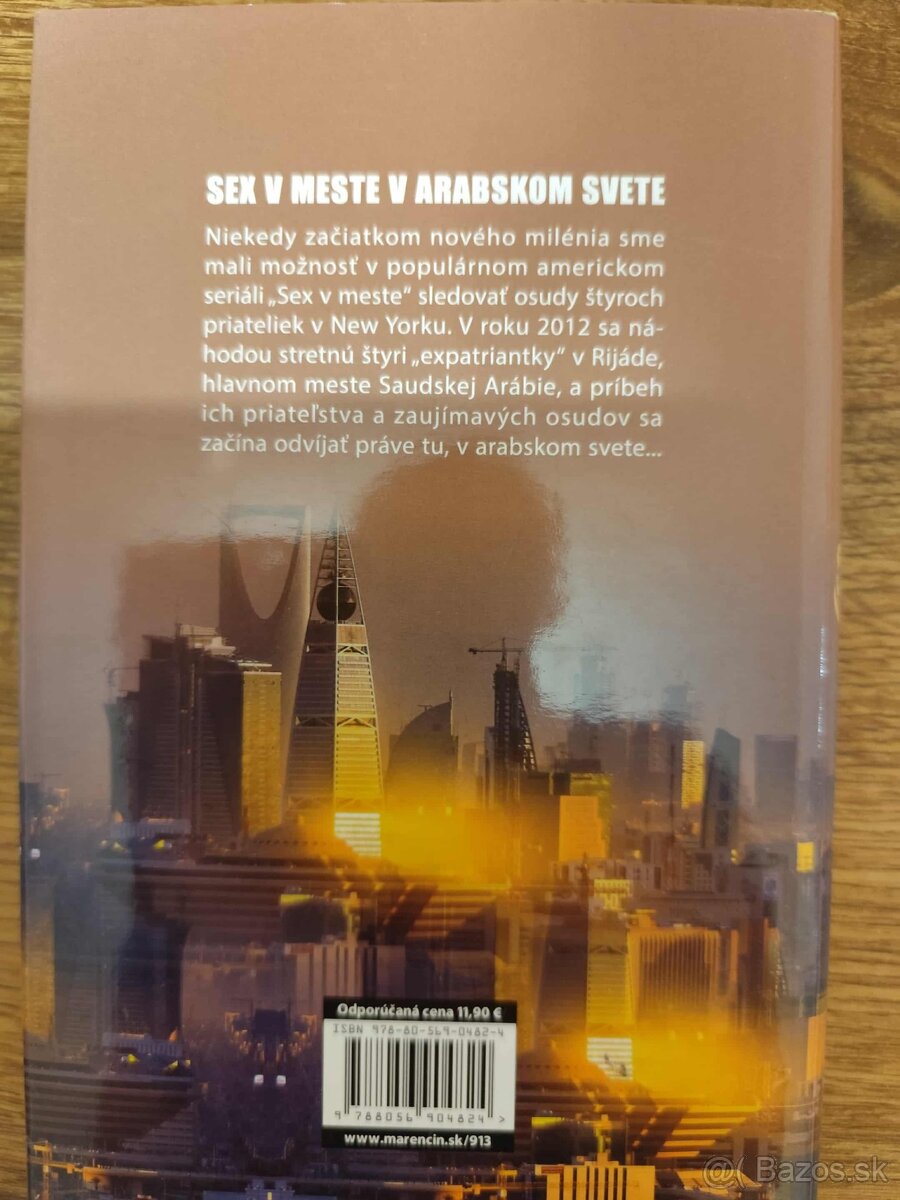 SEX V MESTE V ARABSKOM SVETE
Niekedy začiatkom nového milénia sme
mali možnosť v populárnom americkom
seriáli „Sex v meste” sledovať osudy štyroch
priateliek v New Yorku. V roku 2012 sa ná-
hodou stretnú štyri „expatriantky” v Rijáde,
hlavnom meste Saudskej Arábie, a príbeh
ich priateľstva a zaujímavých osudov sa
začína odvíjať práve tu, v arabskom svete...
Odporúčaná cena 11,90 €
ISBN 978-80-569-0482-4
9 788056 904824 >
www.marencin.sk/913
@( Bazos.sk